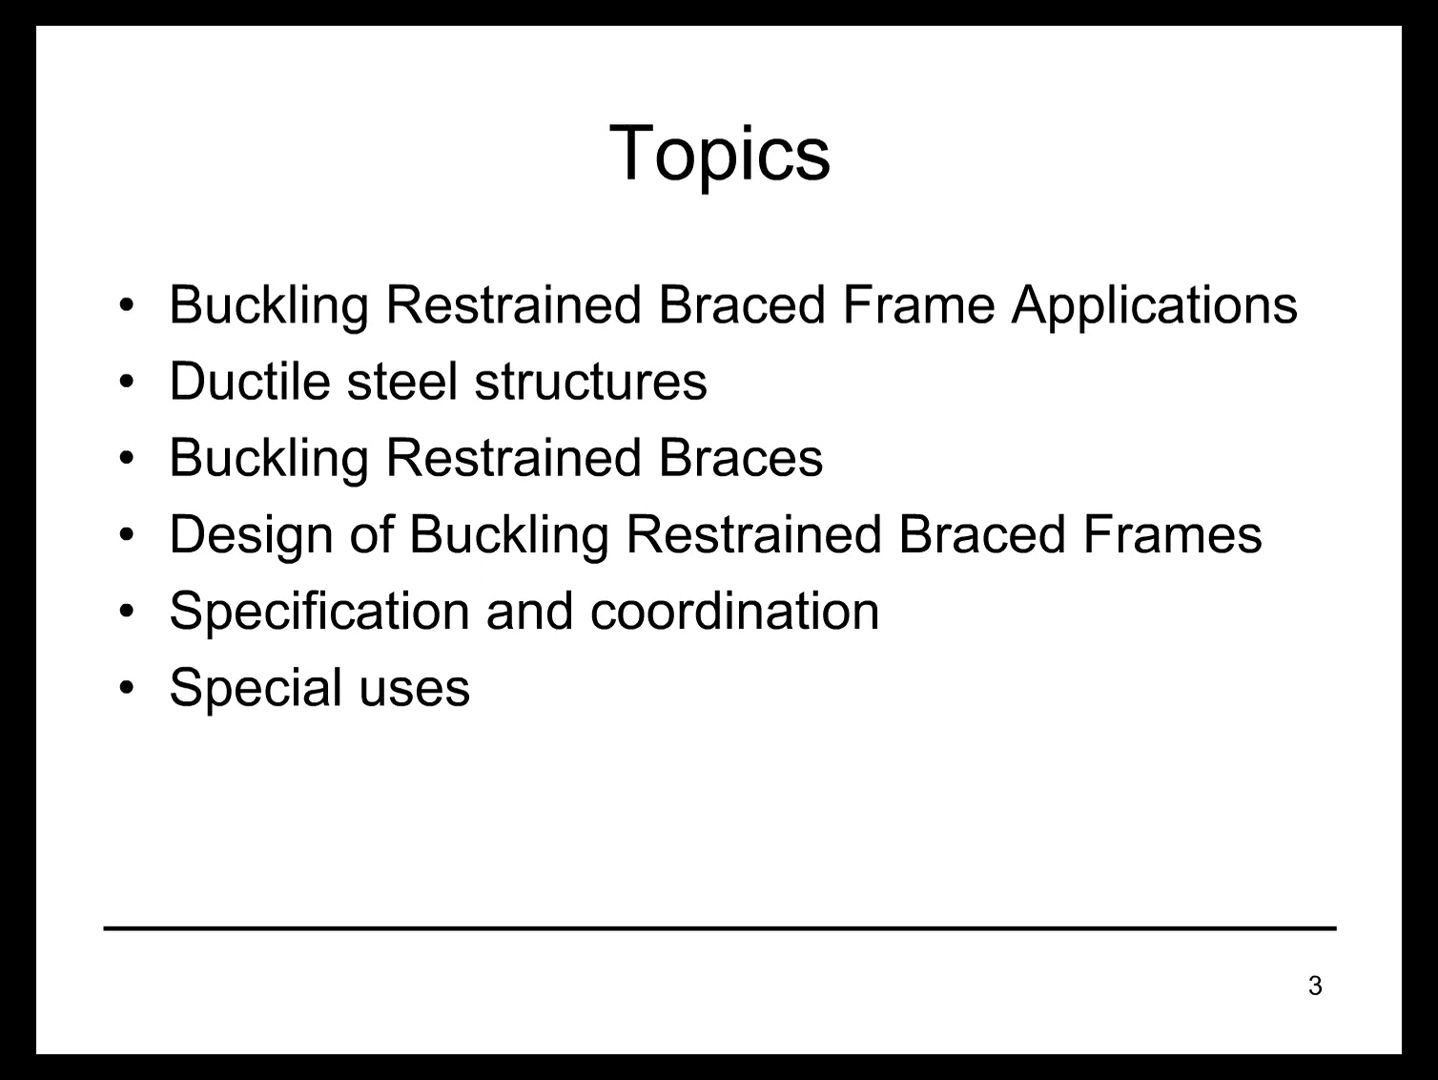 Topics
• Buckling Restrained Braced Frame Applications
• Ductile steel structures
• Buckling Restrained Braces
• Design of Buckling Restrained Braced Frames
• Specification and coordination
• Special uses
3